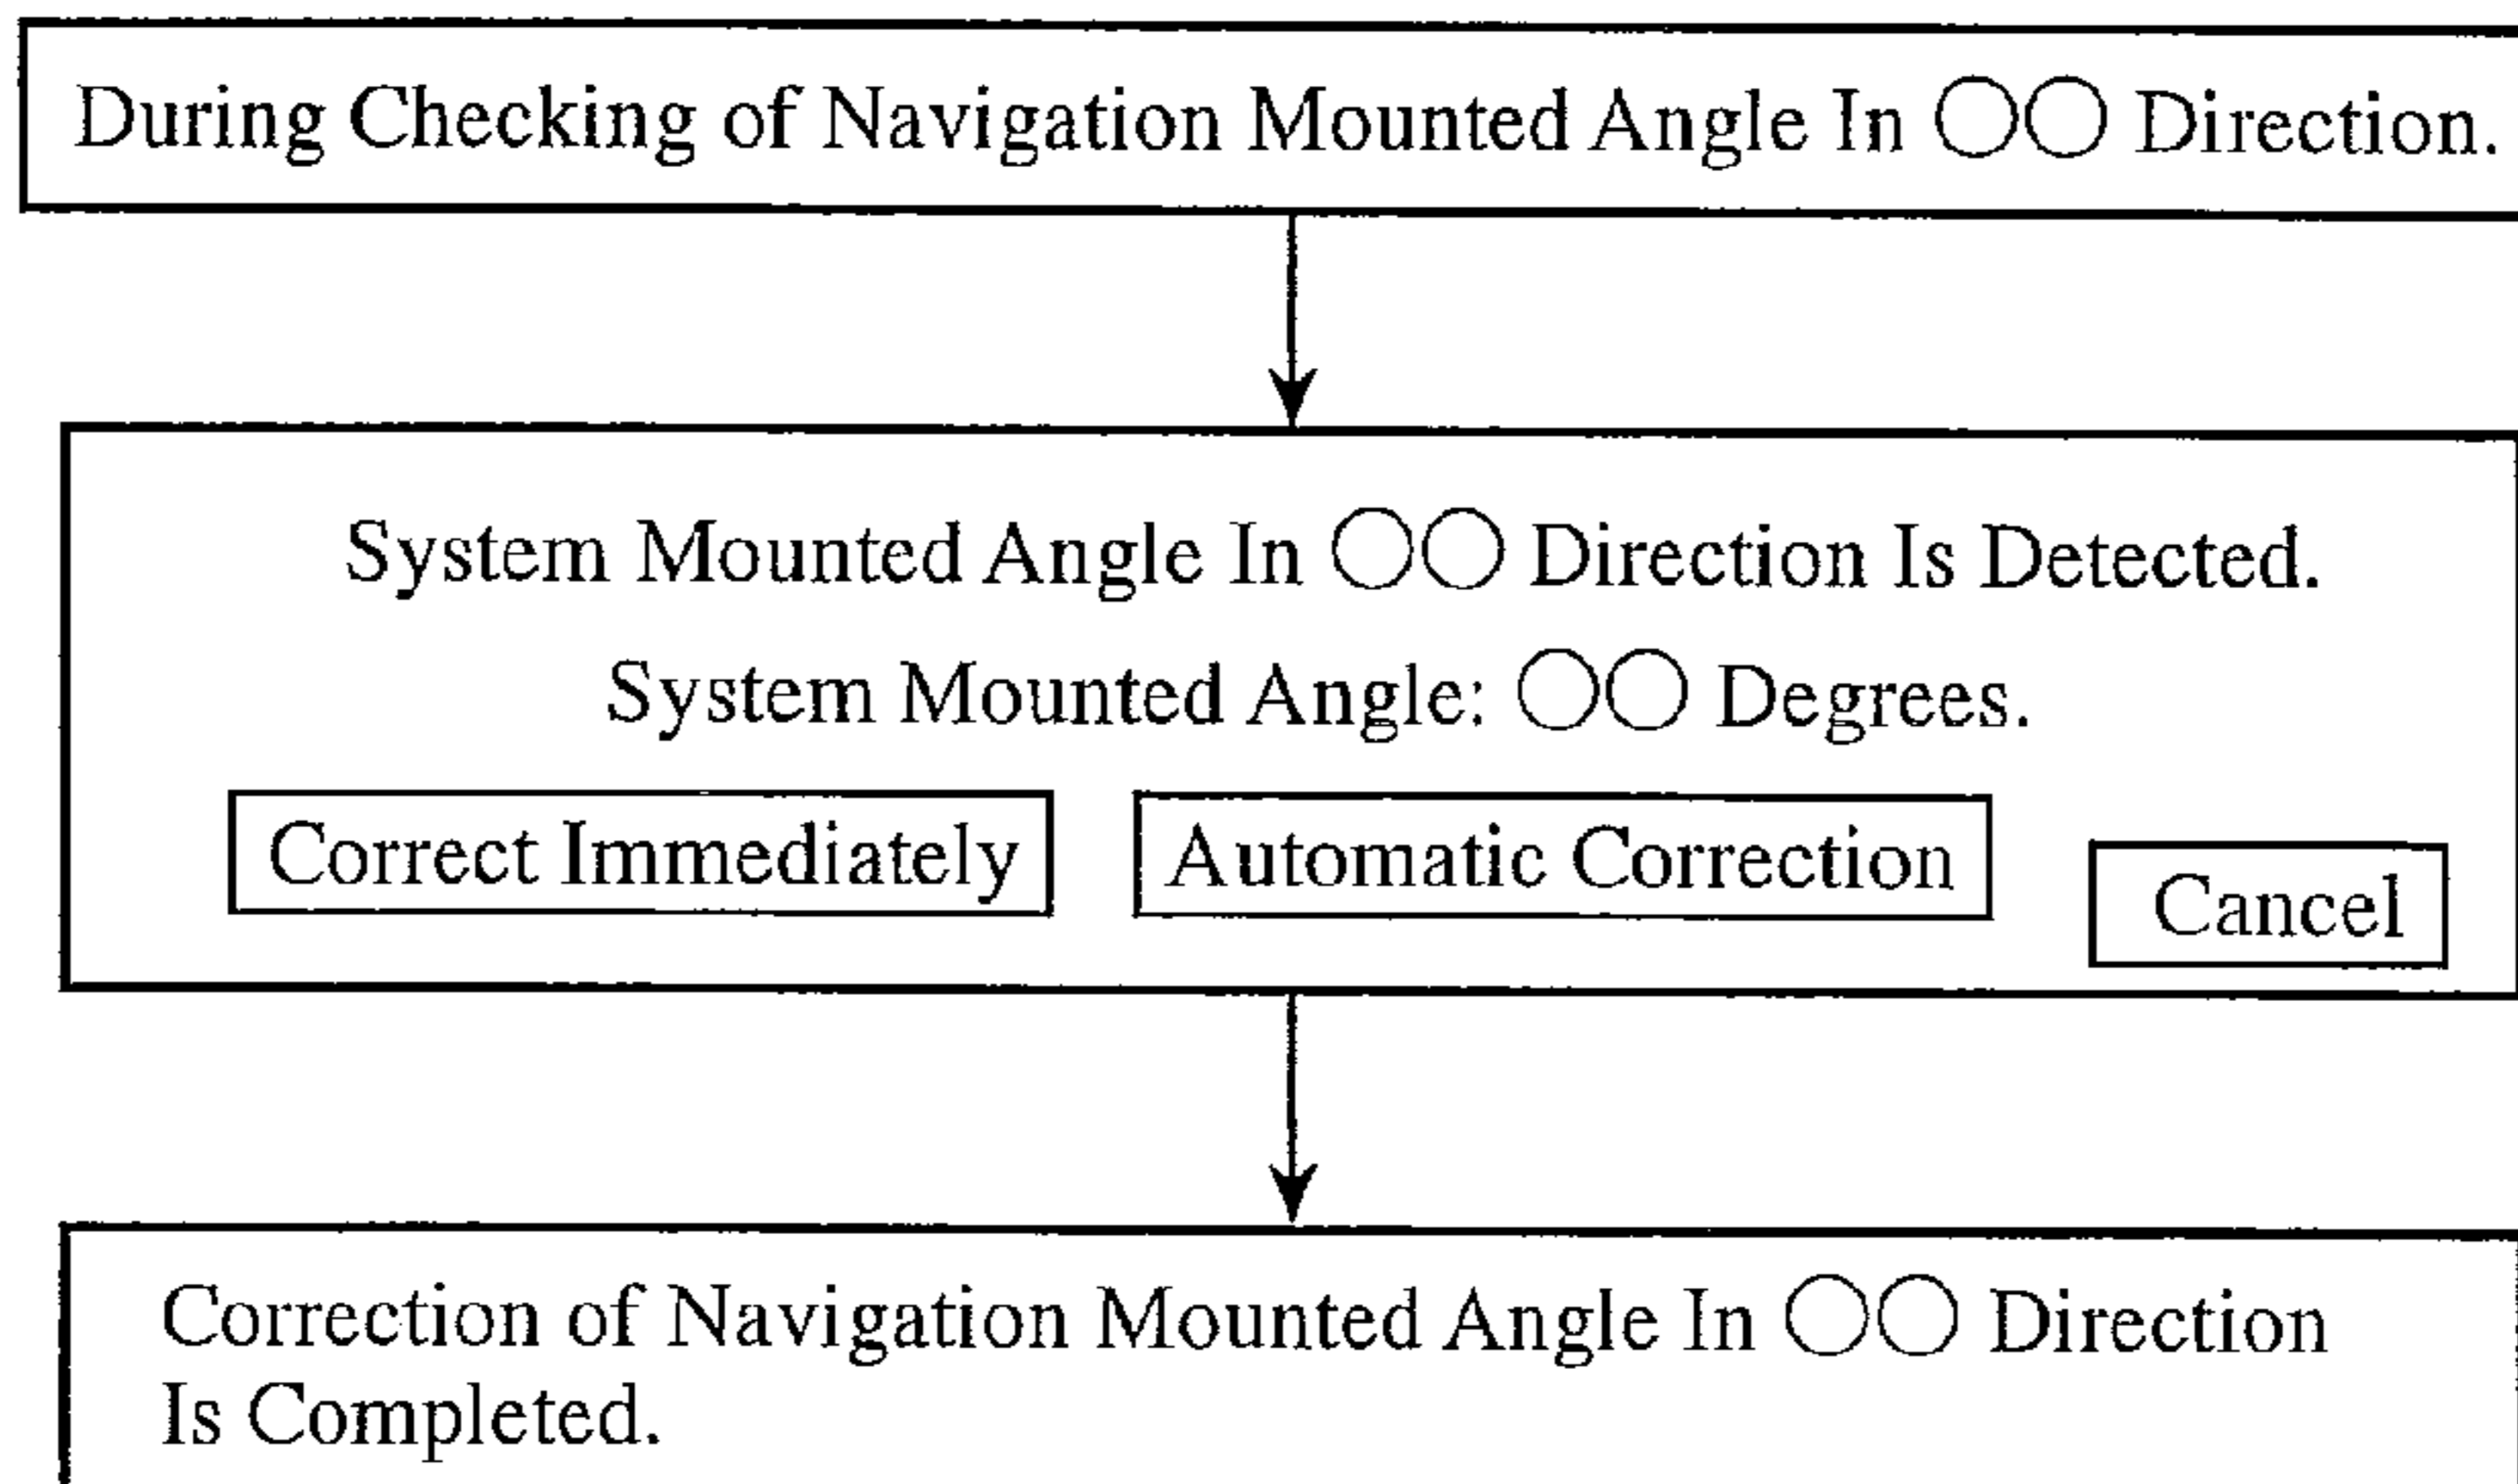 During Checking of Navigation Mounted Angle In ○○ Direction.
System Mounted Angle In ○○ Direction Is Detected.
System Mounted Angle: ○○ Degrees.
Correct Immediately Automatic Correction Cancel
Correction of Navigation Mounted Angle In ○○ Direction
Is Completed.